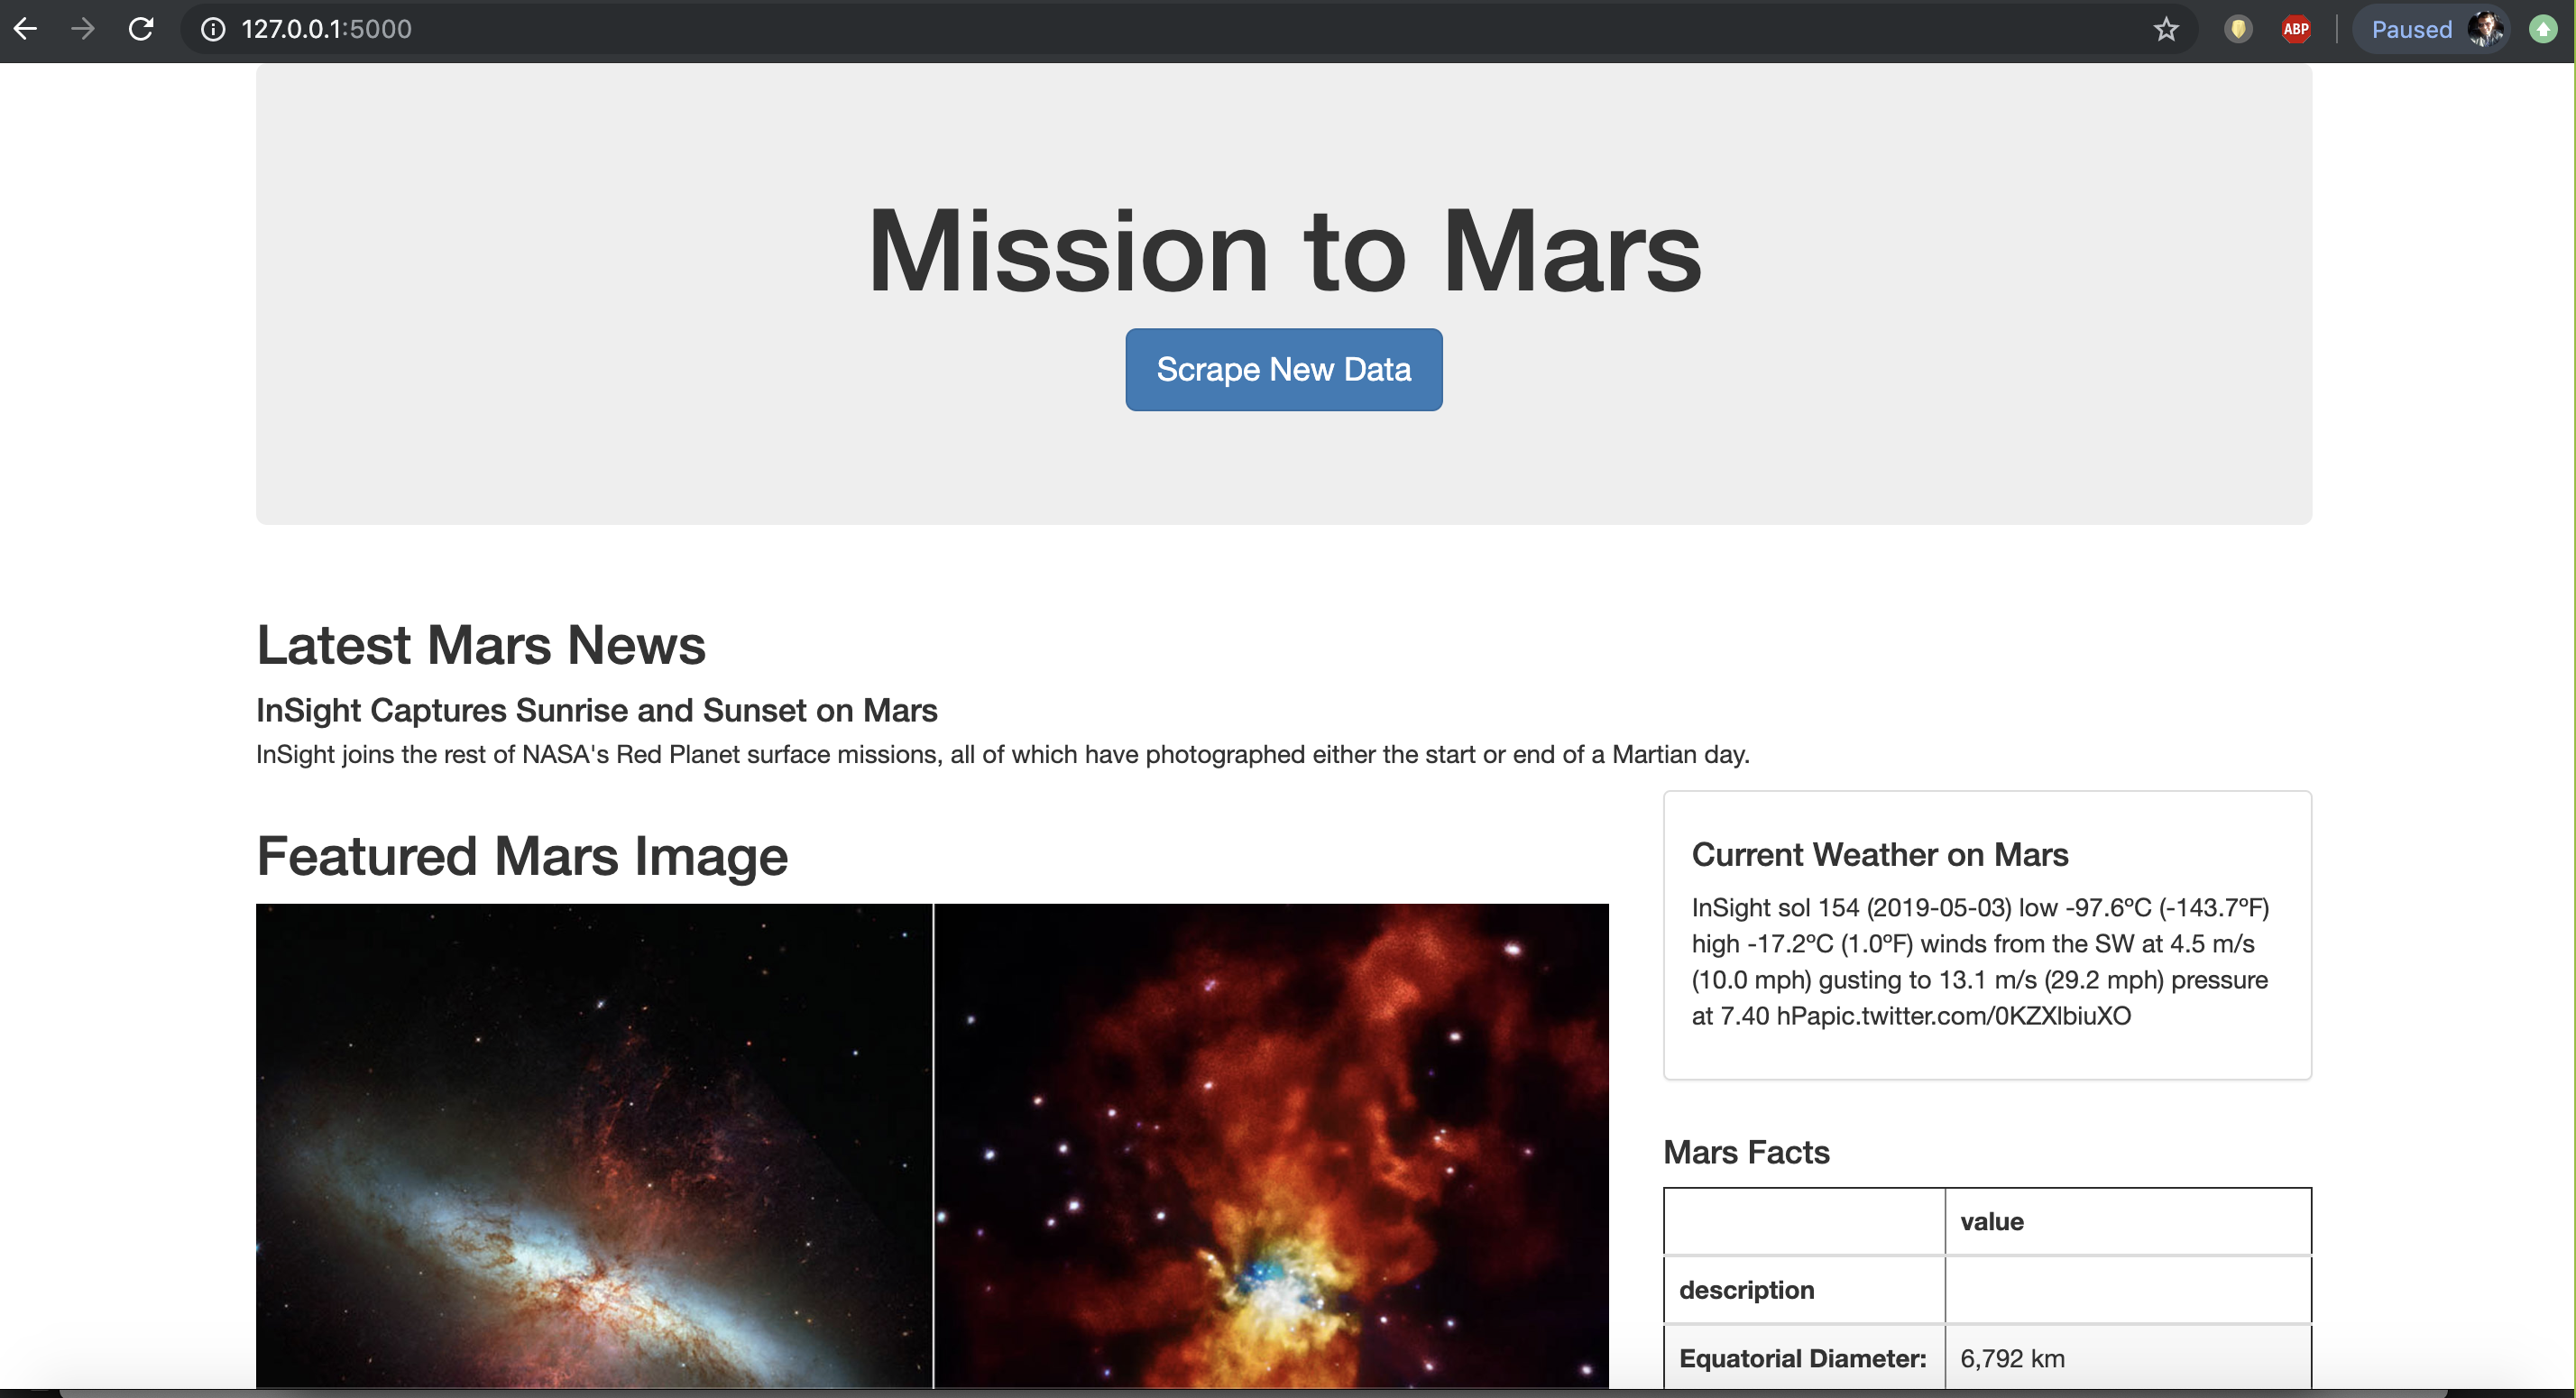 127.0.0.1:5000
ABP
Paused
Mission to Mars
Scrape New Data
Latest Mars News
InSight Captures Sunrise and Sunset on Mars
InSight joins the rest of NASA's Red Planet surface missions, all of which have photographed either the start or end of a Martian day.
Featured Mars Image
Current Weather on Mars
InSight sol 154 (2019-05-03) low -97.6ºC (-143.7ºF)
high -17.2ºC (1.0ºF) winds from the SW at 4.5 m/s
(10.0 mph) gusting to 13.1 m/s (29.2 mph) pressure
at 7.40 hPapic.twitter.com/0KZXlbiuXO
Mars Facts
value
description
Equatorial Diameter: 6,792 km